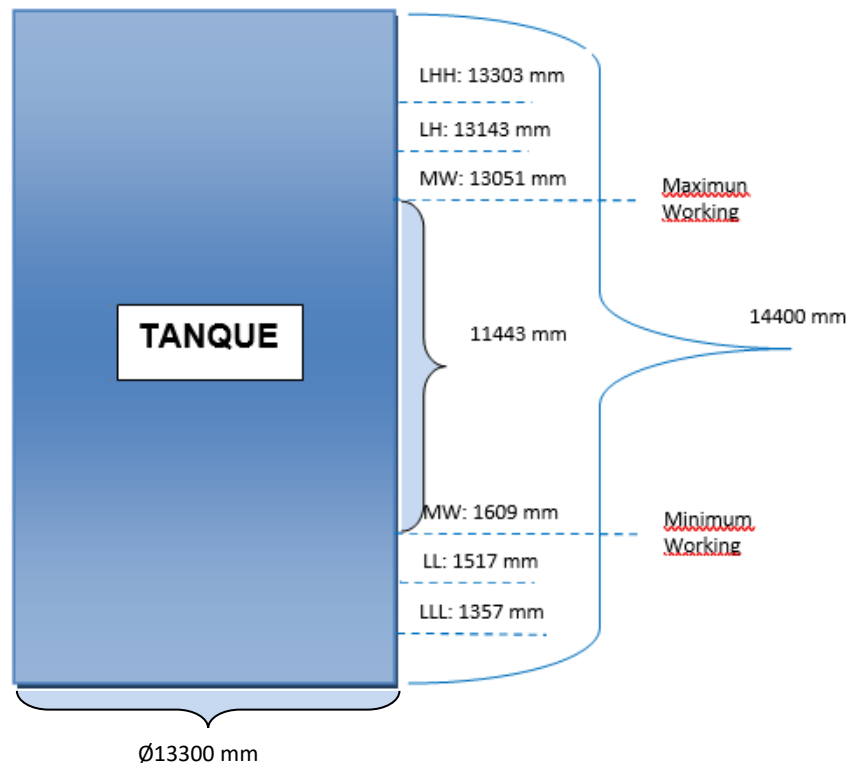 LHH: 13303 mm
LH: 13143 mm
MW: 13051 mm
Maximun
Working
TANQUE
11443 mm
14400 mm
MW: 1609 mm
Minimum
Working
LL: 1517 mm
LLL: 1357 mm
Ø13300 mm